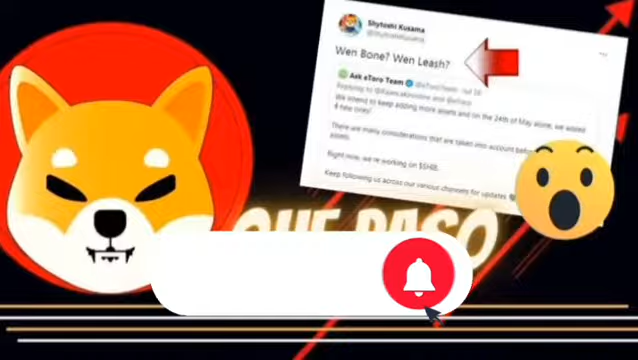 Shytoshi Kusama
@ShytoshiKusama
Wen Bone? Wen Leash?
Ask eToro Team
Replying to
We intend to keep adding more assets and on the 24th of May alone, we added
4 new ones!
There are many considerations that are taken into account before
assets.
Right now, we're working on $SHIB.
Keep following us across our various channels for updates
QUE PASO